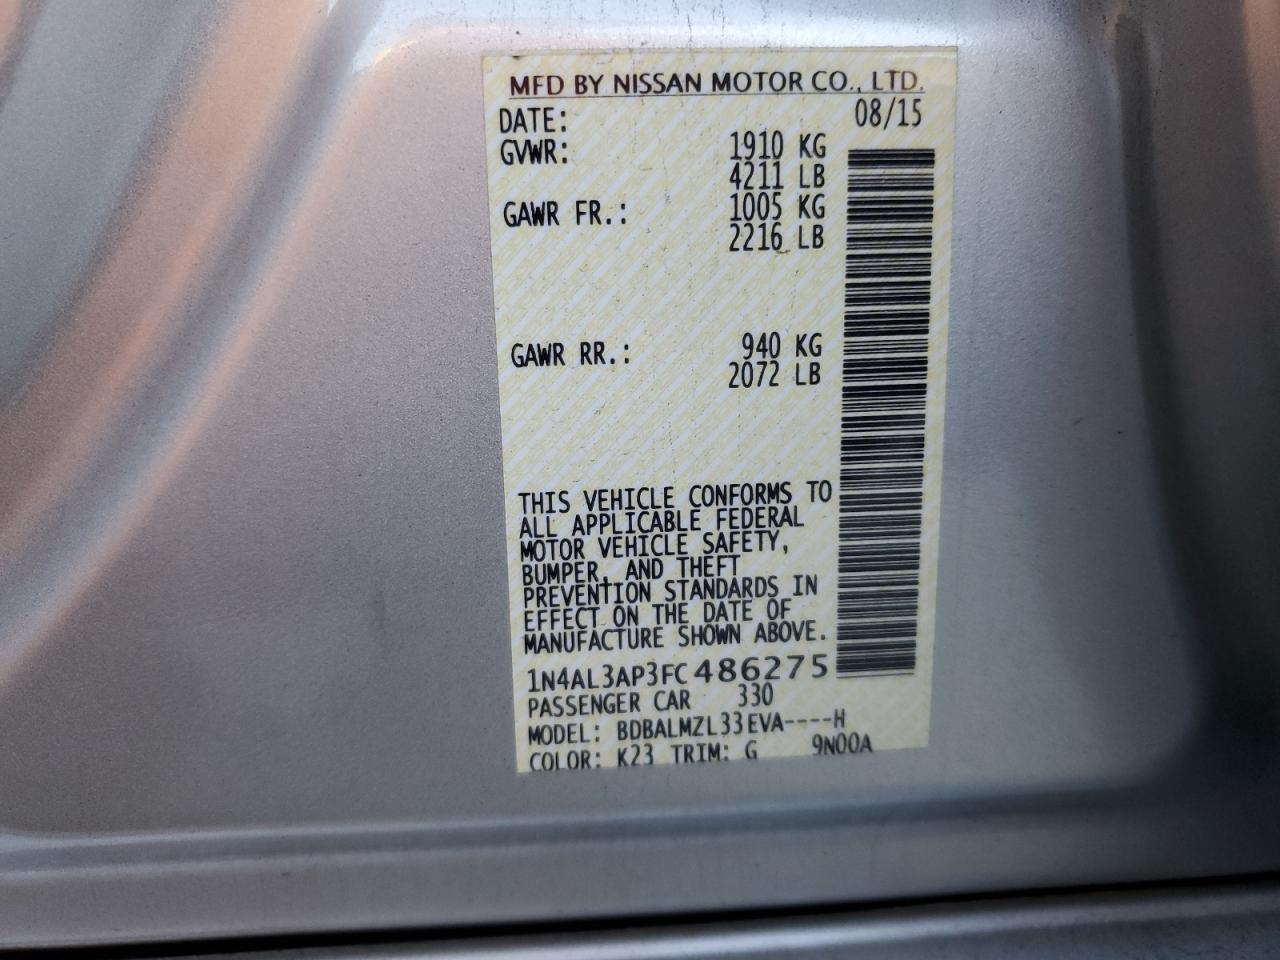 MFD BY NISSAN MOTOR CO., LTD.
DATE: 08/15
GVWR: 1910 KG
4211 LB
GAWR FR.: 1005 KG
2216 LB
GAWR RR.: 940 KG
2072 LB
THIS VEHICLE CONFORMS TO
ALL APPLICABLE FEDERAL
MOTOR VEHICLE SAFETY,
BUMPER, AND THEFT
PREVENTION STANDARDS IN
EFFECT ON THE DATE OF
MANUFACTURE SHOWN ABOVE.
1N4AL3AP3FC486275
PASSENGER CAR 330
MODEL: BDBALMZL33EVA----H
COLOR: K23 TRIM: G 9N00A